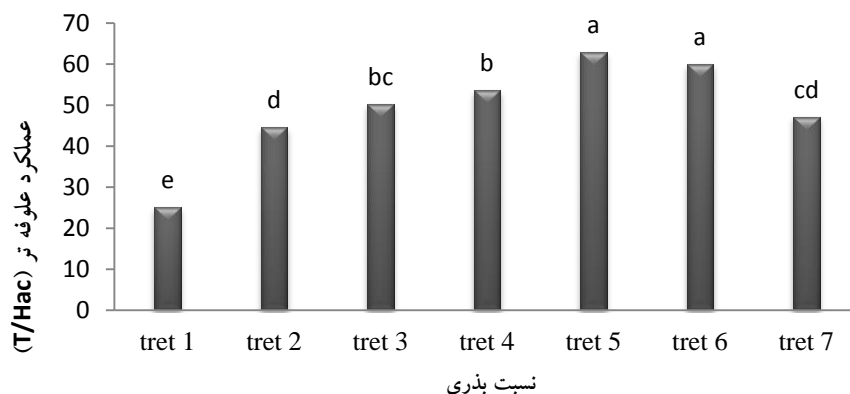 عملکرد علوفه تر (T/Hac)
70
60
50
40
30
20
10
0
e
d
bc
b
a
a
cd
tret 1 tret 2 tret 3 tret 4 tret 5 tret 6 tret 7
نسبت بذری